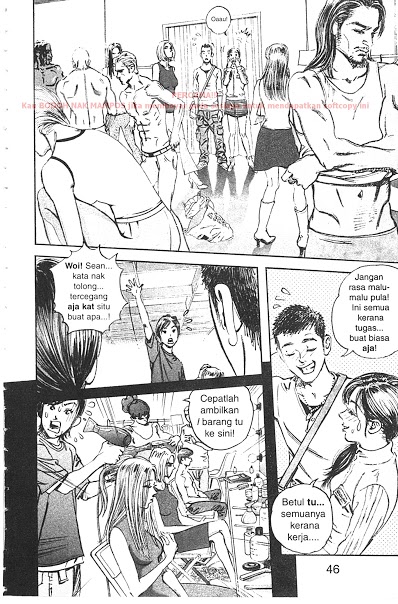 Oaau!
Woi! Sean...
kata nak
tolong...
tercegang
aja kat situ
buat apa...!
Jangan
rasa malu-
malu pula!
Ini semua
kerana
tugas...
buat biasa
aja!
Cepatlah
ambilkan
l barang tu
ke sini!
Betul tu...
semuanya
kerana
kerja....
46